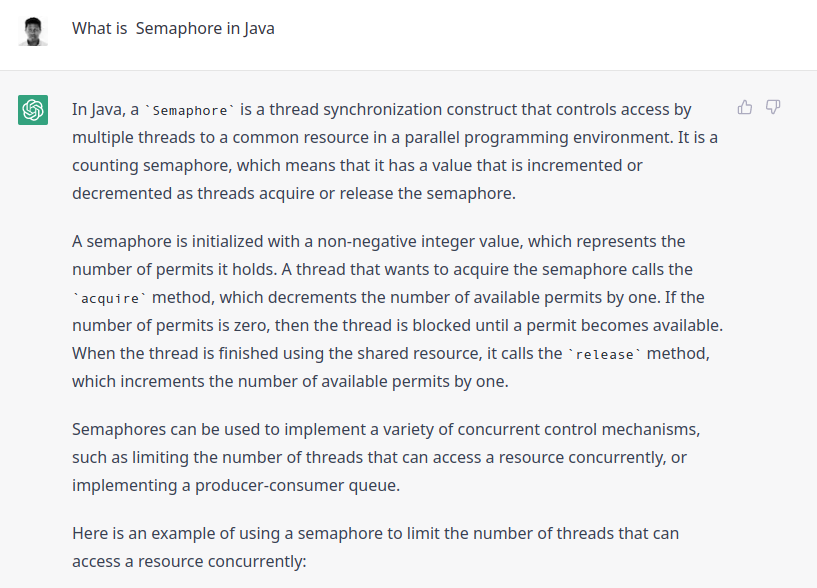 What is  Semaphore in Java
In Java, a `Semaphore` is a thread synchronization construct that controls access by
multiple threads to a common resource in a parallel programming environment. It is a
counting semaphore, which means that it has a value that is incremented or
decremented as threads acquire or release the semaphore.
A semaphore is initialized with a non-negative integer value, which represents the
number of permits it holds. A thread that wants to acquire the semaphore calls the
`acquire` method, which decrements the number of available permits by one. If the
number of permits is zero, then the thread is blocked until a permit becomes available.
When the thread is finished using the shared resource, it calls the `release` method,
which increments the number of available permits by one.
Semaphores can be used to implement a variety of concurrent control mechanisms,
such as limiting the number of threads that can access a resource concurrently, or
implementing a producer-consumer queue.
Here is an example of using a semaphore to limit the number of threads that can
access a resource concurrently: